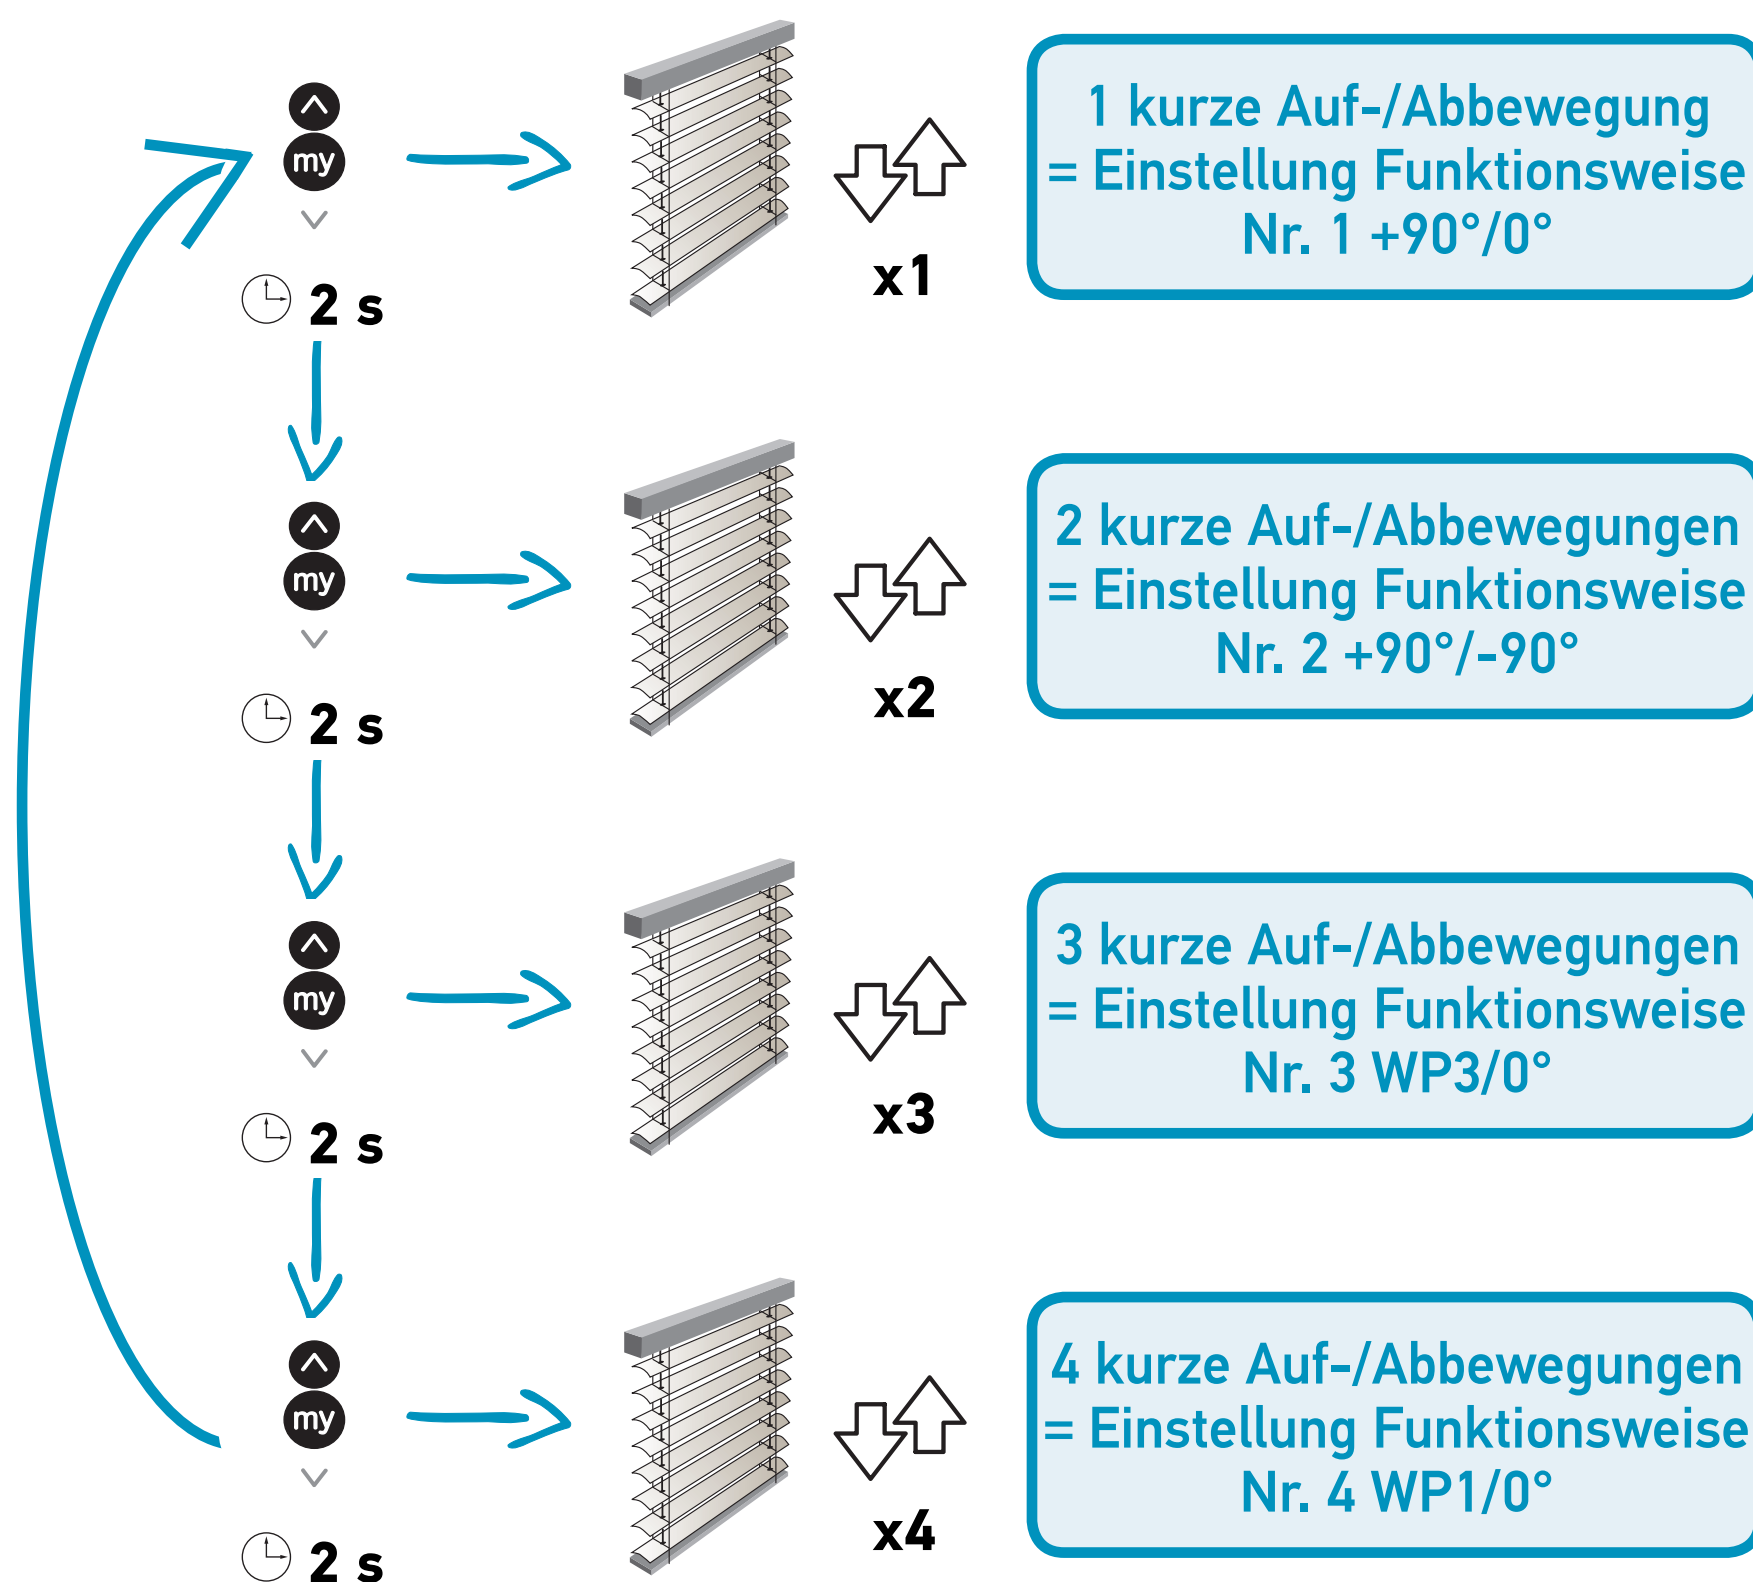 my
2 s
x1
1 kurze Auf-/Abbewegung
= Einstellung Funktionsweise
Nr. 1 +90°/0°
my
2 s
x2
2 kurze Auf-/Abbewegungen
= Einstellung Funktionsweise
Nr. 2 +90°/-90°
my
2 s
x3
3 kurze Auf-/Abbewegungen
= Einstellung Funktionsweise
Nr. 3 WP3/0°
my
2 s
x4
4 kurze Auf-/Abbewegungen
= Einstellung Funktionsweise
Nr. 4 WP1/0°